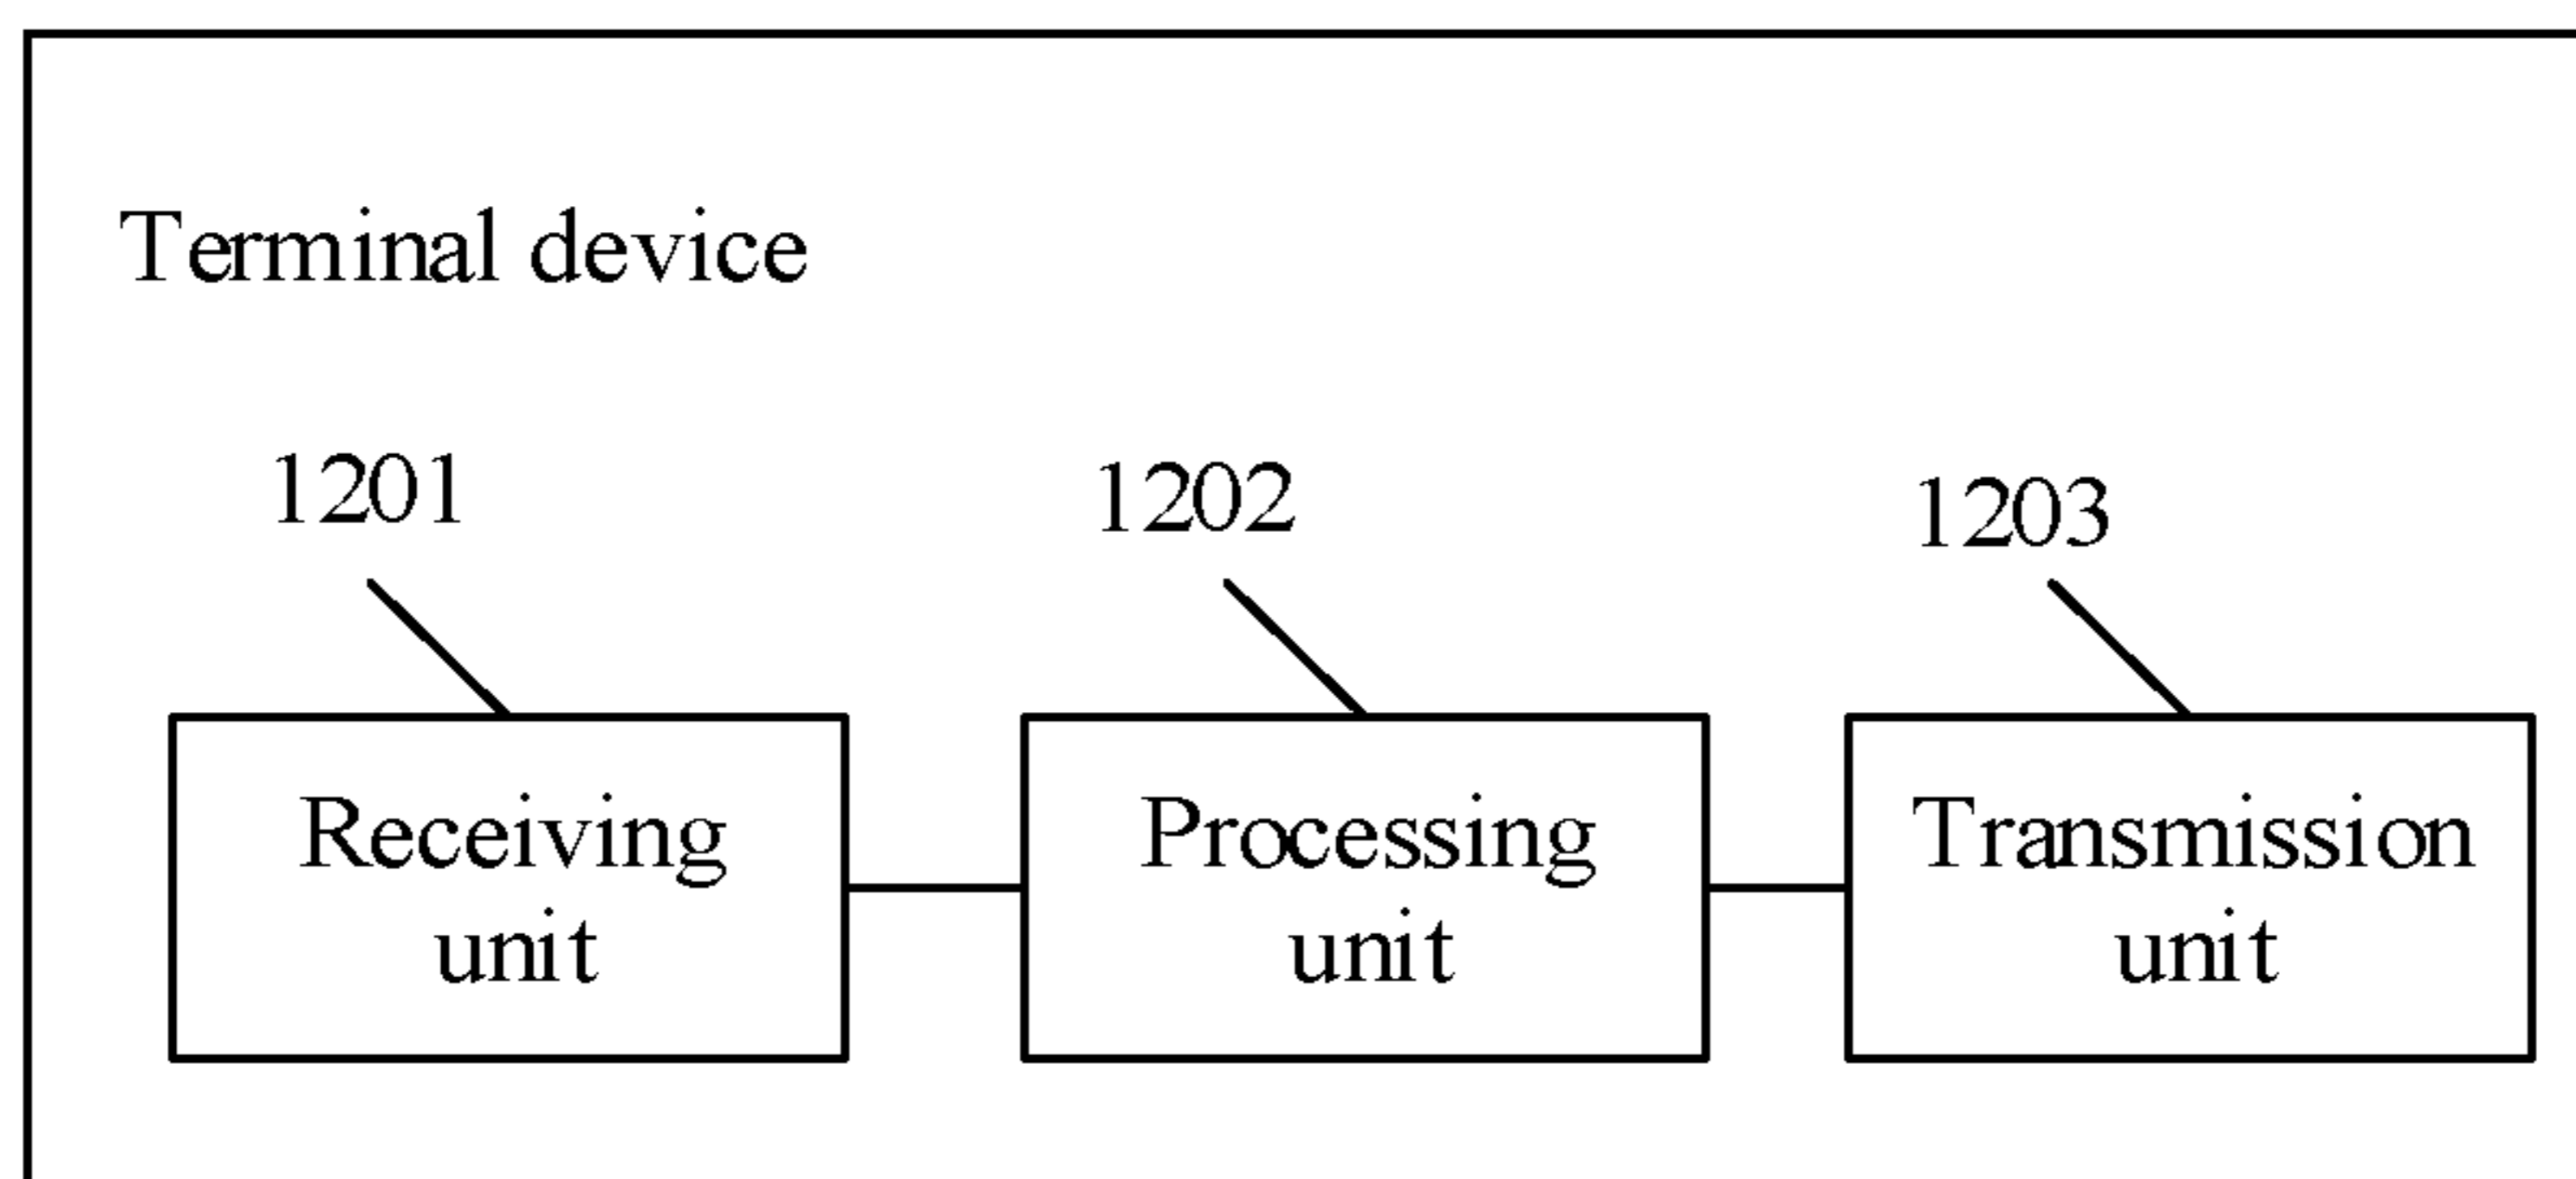 Terminal device
1201
1202
1203
Receiving
unit
Processing
unit
Transmission
unit